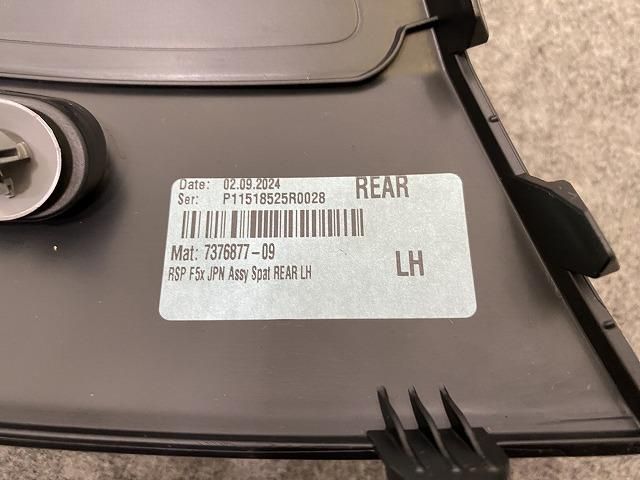 Date: 02.09.2024 REAR
Ser: P11518525R0028
Mat: 7376877-09
RSP F5x JPN Assy Spat REAR LH
LH